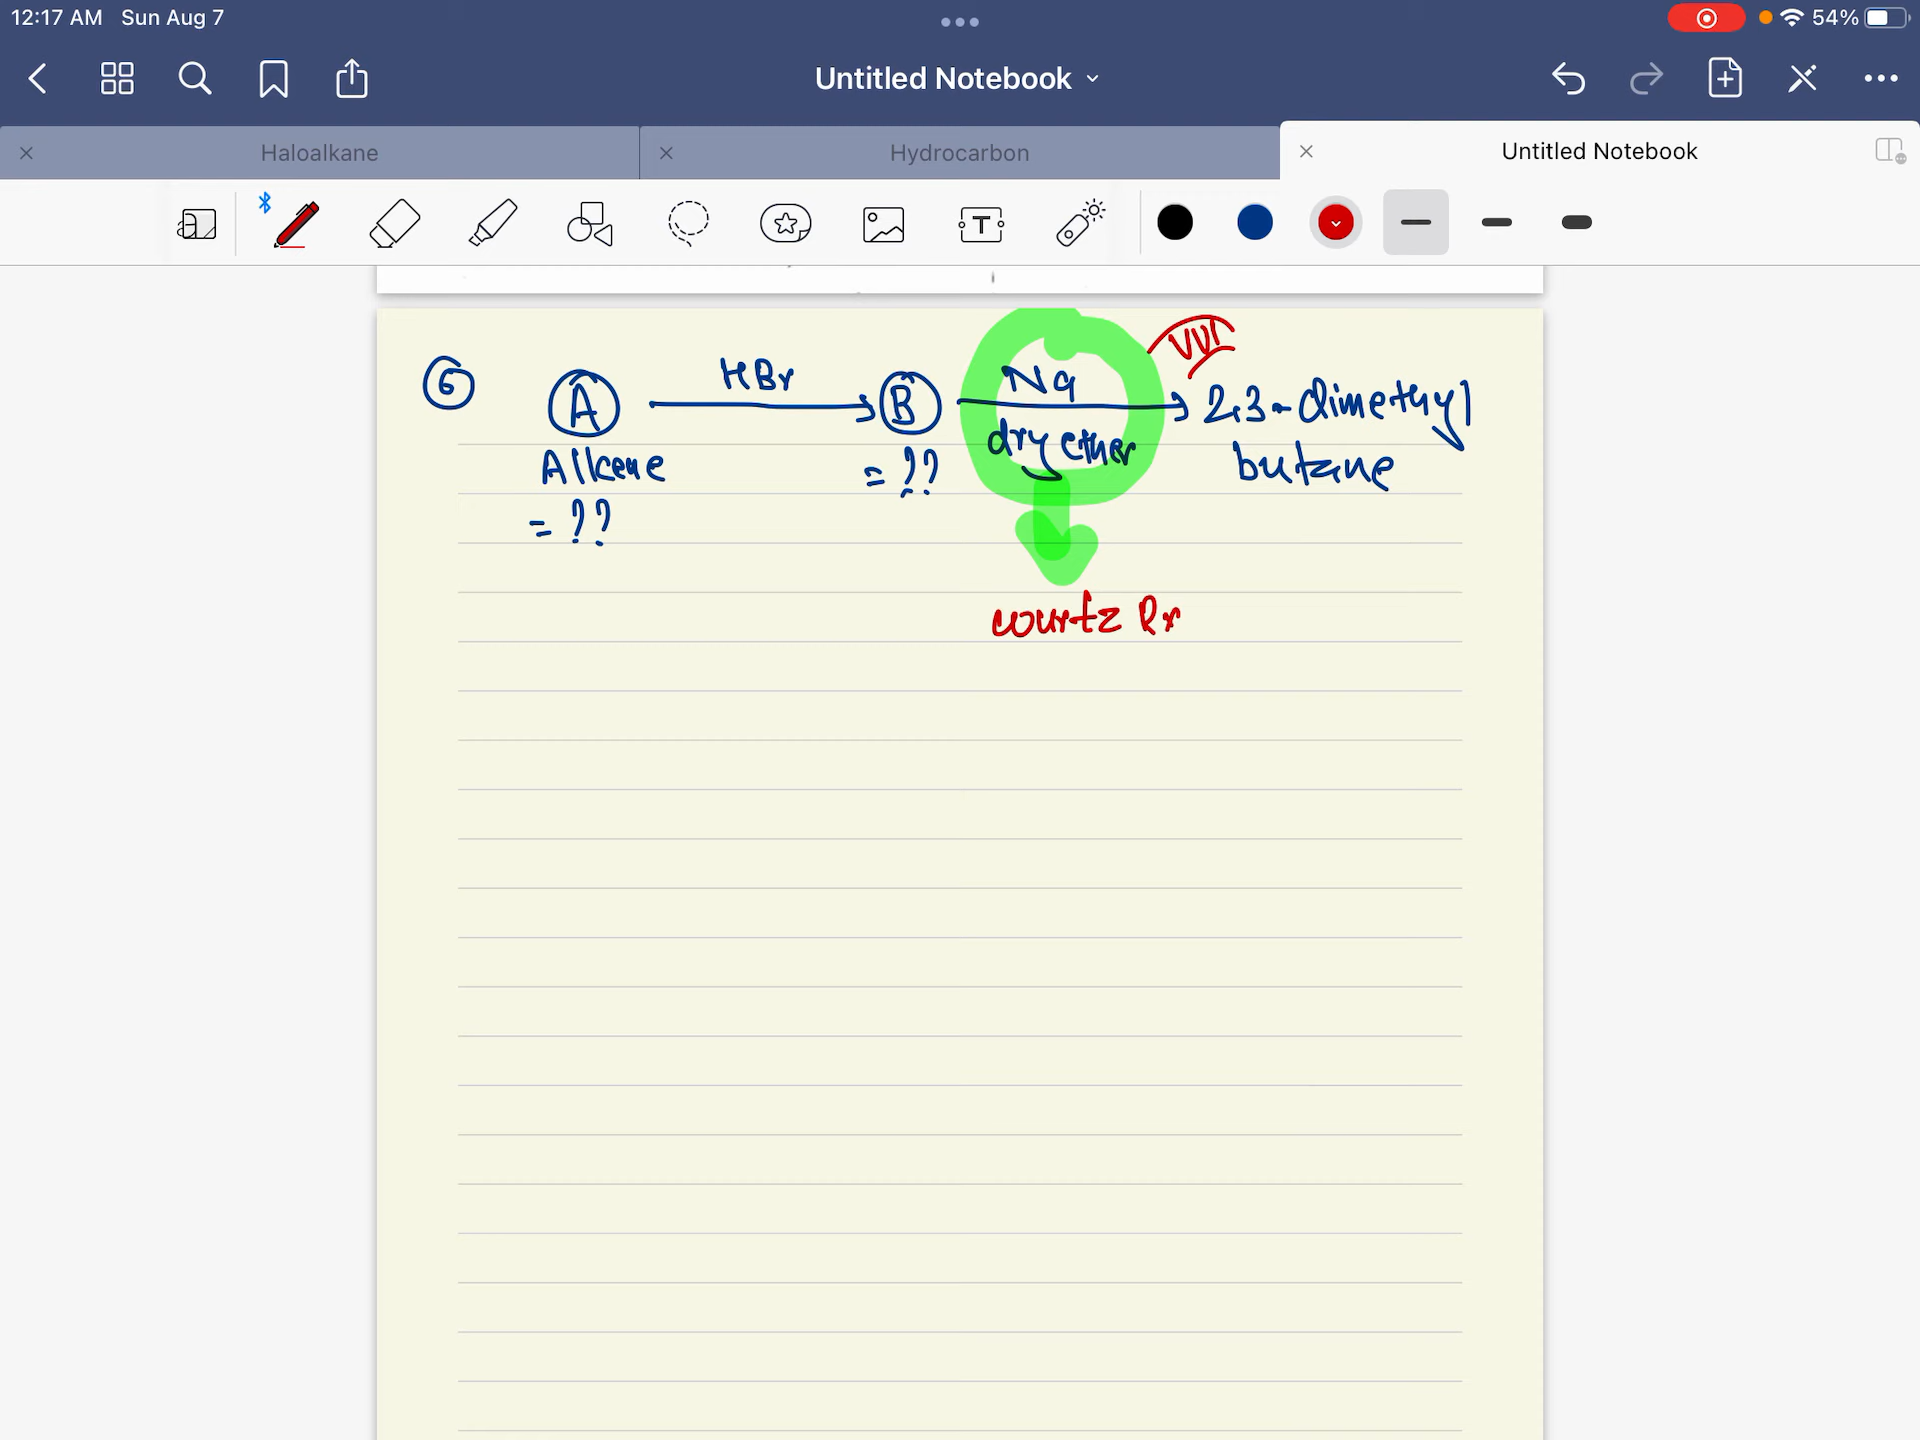 12:17 AM Sun Aug 7
54%
Untitled Notebook
Haloalkane
Hydrocarbon
Untitled Notebook
6 A HBr B Na 2,3-dimethyl
dry ether
Alkene = ?? butane
= ??
wurtz Rx
VVI